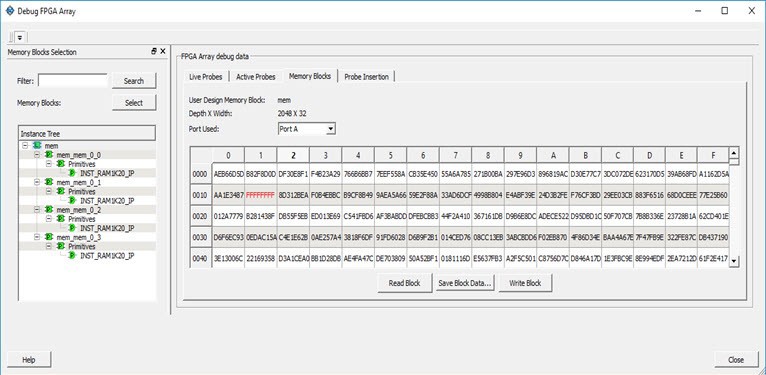 Debug FPGA Array
Memory Blocks Selection
Filter:
Search
Memory Blocks:
Select
Instance Tree
mem
mem_mem_0_0
Primitives
INST_RAM1K20_IP
mem_mem_0_1
Primitives
INST_RAM1K20_IP
mem_mem_0_2
Primitives
INST_RAM1K20_IP
mem_mem_0_3
Primitives
INST_RAM1K20_IP
FPGA Array debug data
Live Probes Active Probes Memory Blocks Probe Insertion
User Design Memory Block: mem
Depth X Width: 2048 X 32
Port Used: Port A
0 1 2 3 4 5 6 7 8 9 A B C D E F
0000 AEB66D5D B82F8D0D DF30E8F1 F4B23A29 766B6BB7 7EEF558A CB35E450 55A6A785 271B00BA 297E96D3 896819AC D30E77C7 3DC072DE 623170D5 39AB68FD A1162D5A
0010 AA1E3487 FFFFFFFF 8D312BEA F0B4EBBC B9CF8B49 9AEA5A66 59E2F88A 33AD6DCF 4998B804 E4ABF39E 24D3B2FE F76CF3BD 29EE03CB 883F6516 68D0CEEE 77E25B60
0020 012A7779 B281438F DB55F5EB ED013E69 C541FBD6 AF3BABDD DFEBCBB3 44F2A410 367161DB D9B6E8DC ADECE522 D95DBD1C 50F707CB 7B8B336E 23728B1A 62CD401E
0030 D6F6EC93 0EDAC15A C4E1E62B 0AE257A4 3818F6DF 91FD6028 D6B9F2B1 014CED76 08CC13EB 3ABCBDD6 F02EB870 4F86D34E BAA4A67E 7F47FB9E 322FE87C DB437190
0040 3E13006C 22169358 D3A1CEA0 BB1D28DB AE4FA47C DE703809 50A52BF1 0181116D E5637FB3 A2F5C501 C8756D7C D846A17D 1E3FBC9E 8E994EDF 2EA7212D 61F2E417
Read Block Save Block Data... Write Block
Help Close